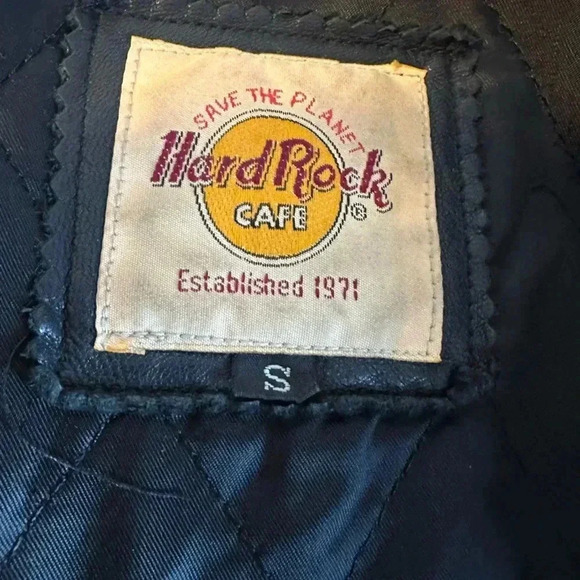 SAVE THE PLANET
Hard Rock
CAFE ®
Established 1971
S